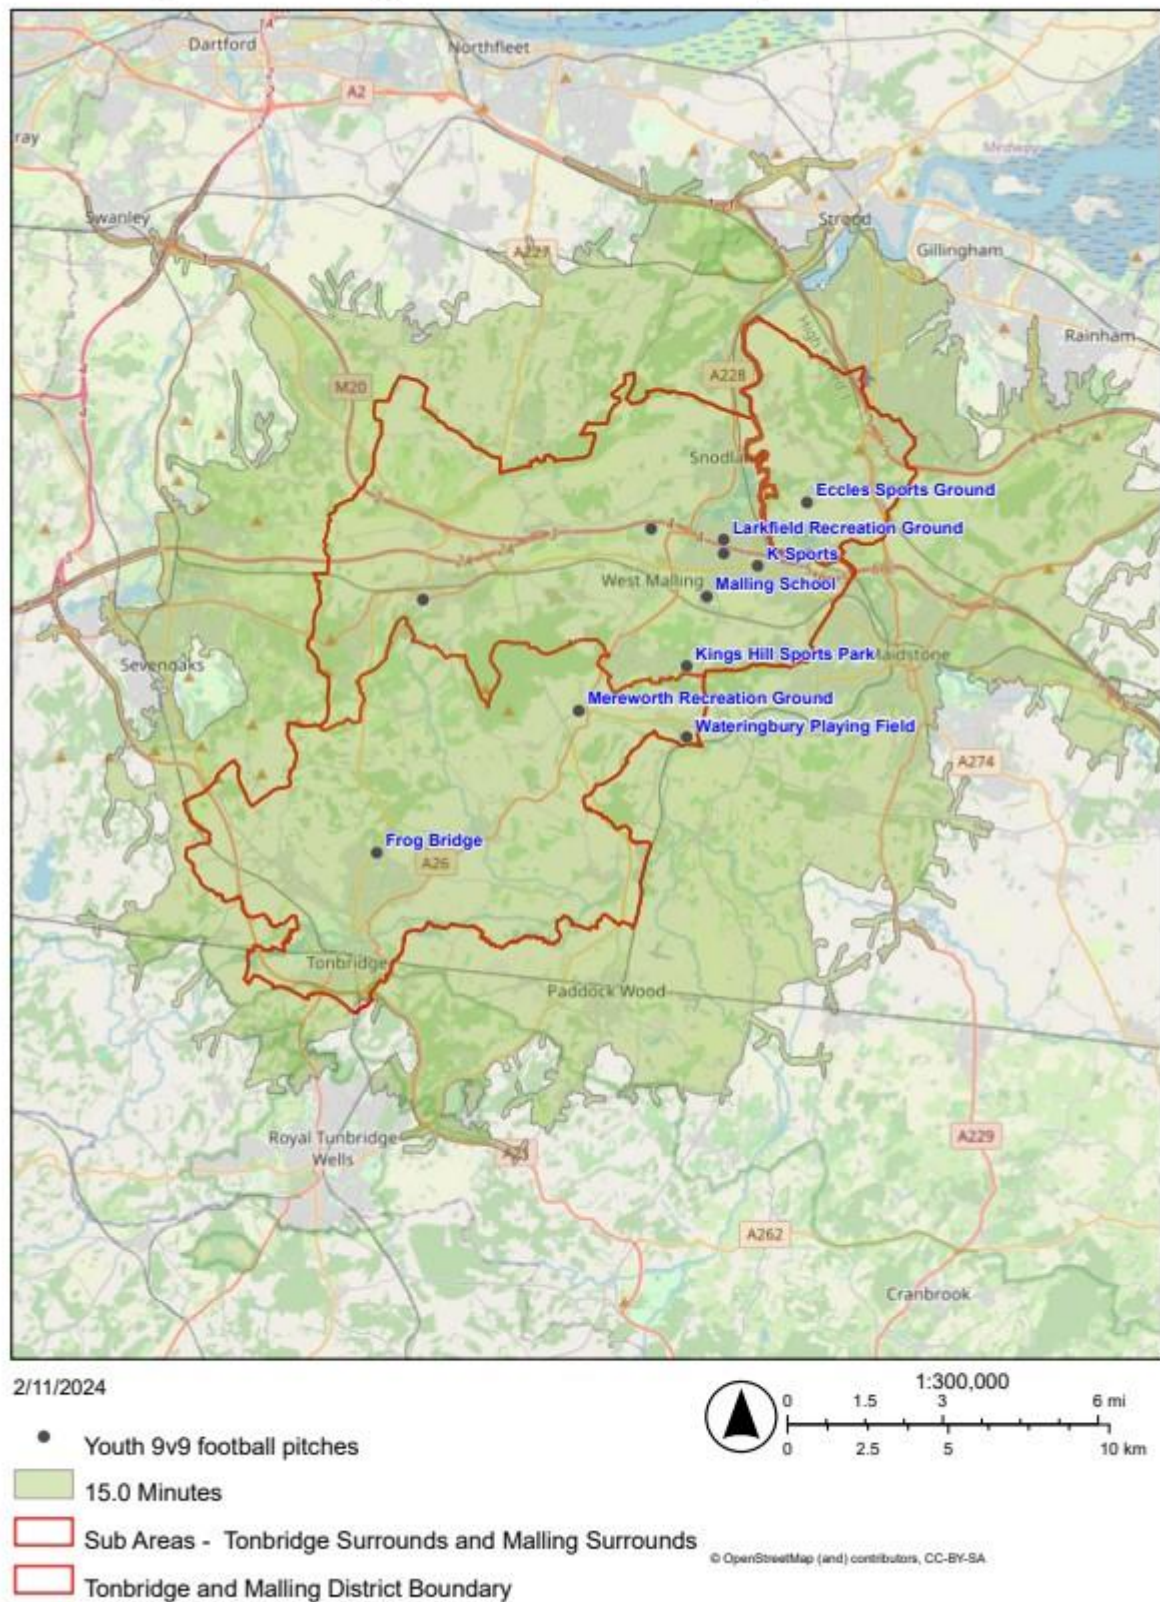 Dartford
Northfleet
A2
ray
Medway
Swanley
Strood
A227
Gillingham
Rainham
M20
A228
Snodland
Eccles Sports Ground
Larkfield Recreation Ground
K Sports
West Malling
Malling School
Sevenoaks
Kings Hill Sports Park
Maidstone
Mereworth Recreation Ground
Wateringbury Playing Field
A274
Frog Bridge
A26
Tonbridge
Paddock Wood
Royal Tunbridge
Wells
A21
A229
A262
Cranbrook
2/11/2024
1:300,000
0 1.5 3 6 mi
0 2.5 5 10 km
Youth 9v9 football pitches
15.0 Minutes
Sub Areas - Tonbridge Surrounds and Malling Surrounds
© OpenStreetMap (and) contributors, CC-BY-SA
Tonbridge and Malling District Boundary